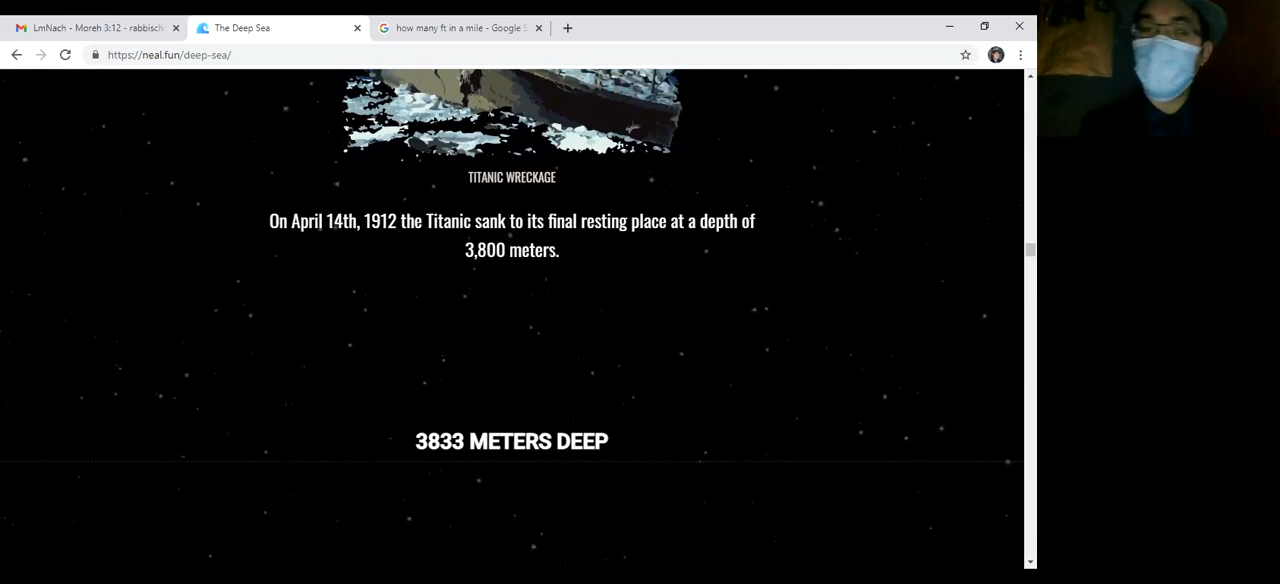 LmNach - Moreh 3:12 - rabbisch
The Deep Sea
how many ft in a mile - Google S
https://neal.fun/deep-sea/
TITANIC WRECKAGE
On April 14th, 1912 the Titanic sank to its final resting place at a depth of
3,800 meters.
3833 METERS DEEP